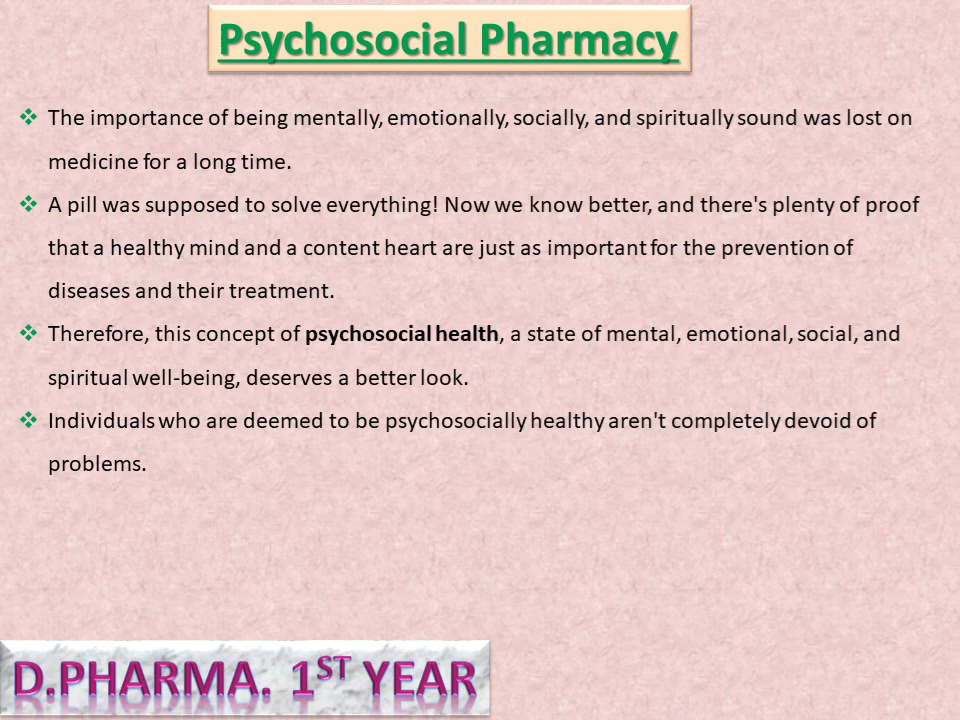 Psychosocial Pharmacy
❖ The importance of being mentally, emotionally, socially, and spiritually sound was lost on
medicine for a long time.
❖ A pill was supposed to solve everything! Now we know better, and there's plenty of proof
that a healthy mind and a content heart are just as important for the prevention of
diseases and their treatment.
❖ Therefore, this concept of psychosocial health, a state of mental, emotional, social, and
spiritual well-being, deserves a better look.
❖ Individuals who are deemed to be psychosocially healthy aren't completely devoid of
problems.
D.PHARMA. 1ST YEAR